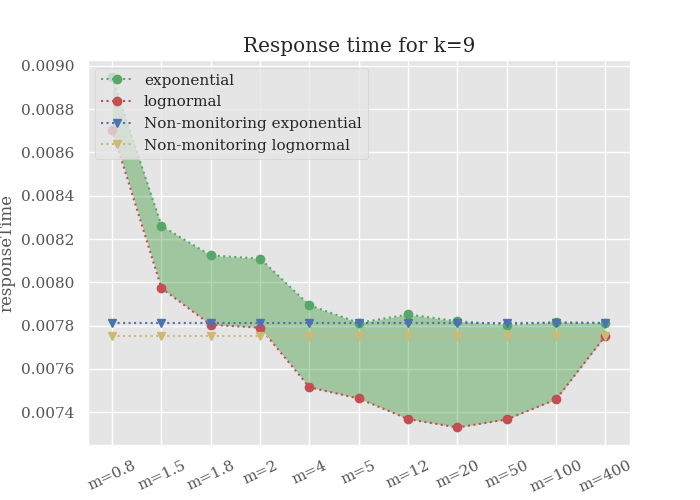 Response time for k=9
0.0090
0.0088
0.0086
0.0084
0.0082
0.0080
0.0078
0.0076
0.0074
responseTime
exponential
lognormal
Non-monitoring exponential
Non-monitoring lognormal
m=0.8
m=1.5
m=1.8
m=2
m=4
m=5
m=12
m=20
m=50
m=100
m=400